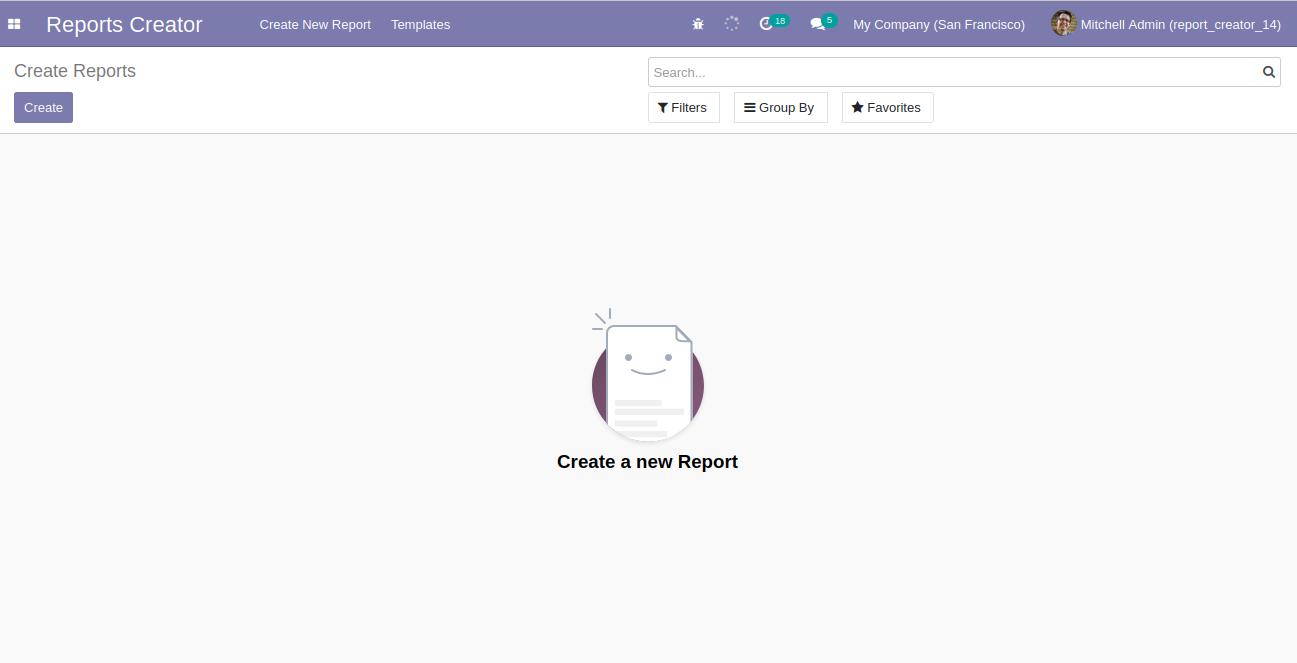 Reports Creator Create New Report Templates 18 5 My Company (San Francisco) Mitchell Admin (report_creator_14)
Create Reports Search...
Create Filters Group By Favorites
Create a new Report